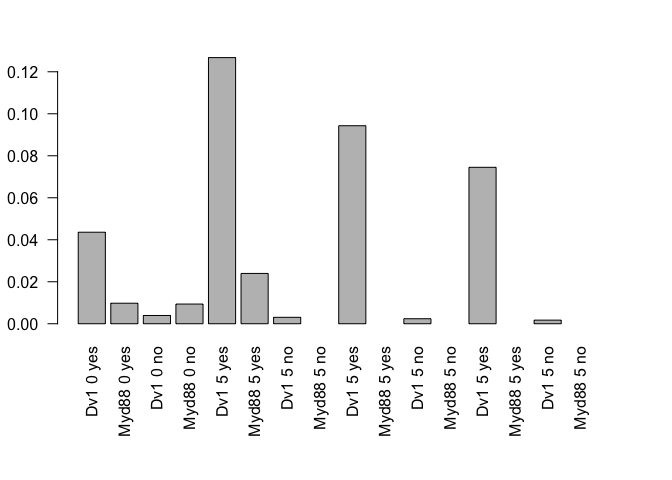 0.12
0.10
0.08
0.06
0.04
0.02
0.00
Dv1 0 yes
Myd88 0 yes
Dv1 0 no
Myd88 0 no
Dv1 5 yes
Myd88 5 yes
Dv1 5 no
Myd88 5 no
Dv1 5 yes
Myd88 5 yes
Dv1 5 no
Myd88 5 no
Dv1 5 yes
Myd88 5 yes
Dv1 5 no
Myd88 5 no